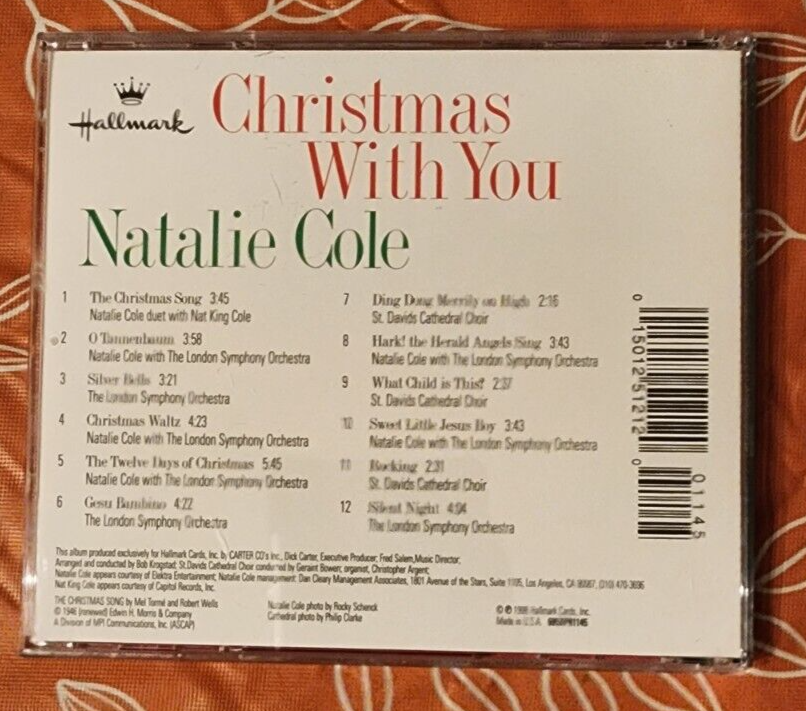 Hallmark
Christmas
With You
Natalie Cole
1 The Christmas Song 3:45
Natalie Cole duet with Nat King Cole
2 O Tannenbaum 3:58
Natalie Cole with The London Symphony Orchestra
3 Silver Bells 3:21
The London Symphony Orchestra
4 Christmas Waltz 4:23
Natalie Cole with The London Symphony Orchestra
5 The Twelve Days of Christmas 5:45
Natalie Cole with The London Symphony Orchestra
6 Gesu Bambino 4:22
The London Symphony Orchestra
7 Ding Dong Merrily on High 2:16
St. Davids Cathedral Choir
8 Hark! the Herald Angels Sing 3:43
Natalie Cole with The London Symphony Orchestra
9 What Child is This? 2:37
St. Davids Cathedral Choir
10 Sweet Little Jesus Boy 3:43
Natalie Cole with The London Symphony Orchestra
11 Rocking 2:31
St. Davids Cathedral Choir
12 Silent Night 4:04
The London Symphony Orchestra
0 15012 51212 0
01145
This album produced exclusively for Hallmark Cards, Inc. by CARTER CO's Inc., Dick Carter, Executive Producer; Fred Salem, Music Director;
Arranged and conducted by Bob Krogstad; St. Davids Cathedral Choir conducted by Geraint Bowen; organist, Christopher Argent;
Natalie Cole appears courtesy of Elektra Entertainment; Natalie Cole management: Dan Cleary Management Associates, 1801 Avenue of the Stars, Suite 1105, Los Angeles, CA 90067, (310) 470-3696
Nat King Cole appears courtesy of Capitol Records, Inc.
THE CHRISTMAS SONG by Mel Tormé and Robert Wells
© 1946 (renewed) Edwin H. Morris & Company
A Division of MPL Communications, Inc. (ASCAP)
Natalie Cole photo by Rocky Schenck
Cathedral photo by Philip Clarke
© ℗ 1998 Hallmark Cards, Inc.
Made in U.S.A.